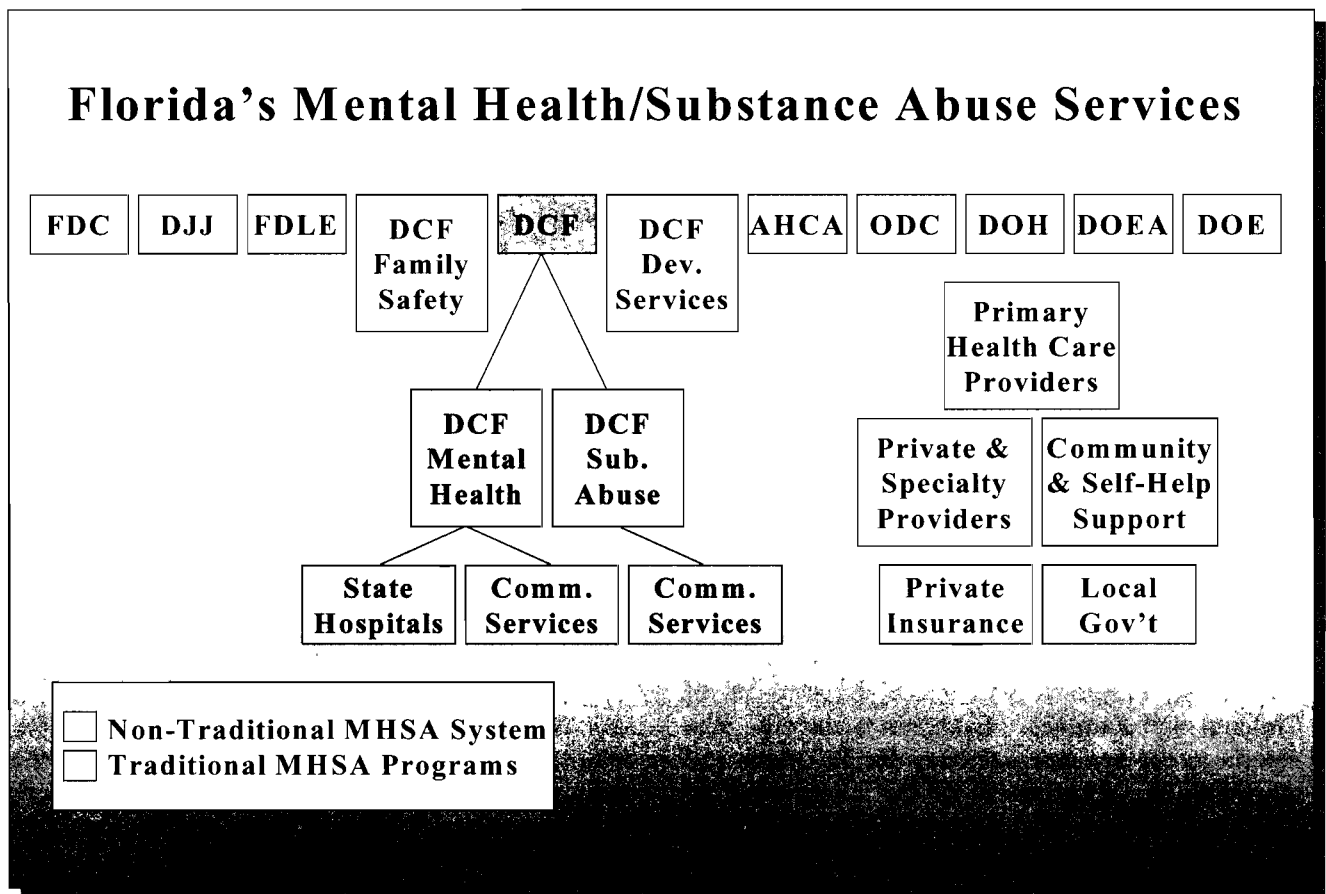 Florida's Mental Health/Substance Abuse Services
FDC
DJJ
FDLE
DCF
Family
Safety
DCF
DCF
Dev.
Services
AHCA
ODC
DOH
DOEA
DOE
Primary
Health Care
Providers
DCF
Mental
Health
DCF
Sub.
Abuse
Private &
Specialty
Providers
Community
& Self-Help
Support
State
Hospitals
Comm.
Services
Comm.
Services
Private
Insurance
Local
Gov't
Non-Traditional MHSA System
Traditional MHSA Programs